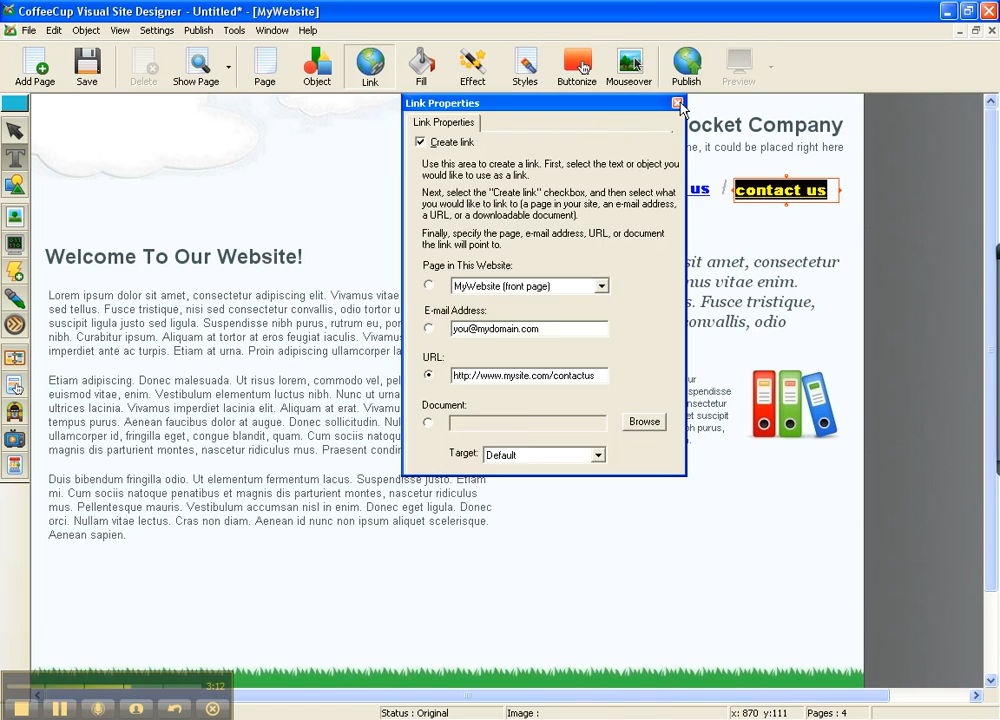 CoffeeCup Visual Site Designer - Untitled* - [MyWebsite]
File Edit Object View Settings Publish Tools Window Help
Add Page Save Delete Show Page Page Object Link Fill Effect Styles Buttonize Mouseover Publish Preview
Link Properties
Link Properties
Create link
Use this area to create a link. First, select the text or object you
would like to use as a link.
Next, select the "Create link" checkbox, and then select what
you would like to link to (a page in your site, an e-mail address,
a URL, or a downloadable document).
Finally, specify the page, e-mail address, URL, or document
the link will point to.
Page in This Website:
MyWebsite (front page)
E-mail Address:
you@mydomain.com
URL:
http://www.mysite.com/contactus
Document:
Browse
Target: Default
ocket Company
ne, it could be placed right here
us / contact us
sit amet, consectetur
mus vitae enim.
s. Fusce tristique,
convallis, odio
ur
spendisse
nsectetur
et suscipit
bh purus,
Welcome To Our Website!
Lorem ipsum dolor sit amet, consectetur adipiscing elit. Vivamus vitae
sed tellus. Fusce tristique, nisi sed consectetur convallis, odio tortor
suscipit ligula justo sed ligula. Suspendisse nibh purus, rutrum eu, por
nibh. Curabitur ipsum. Aliquam at tortor at eros feugiat iaculis. Vivamus
imperdiet ante ac turpis. Etiam at urna. Proin adipiscing ullamcorper la
Etiam adipiscing. Donec malesuada. Ut risus lorem, commodo vel, pel
euismod vitae, enim. Vestibulum elementum luctus nibh. Nunc ut urna
ultrices lacinia. Vivamus imperdiet lacinia elit. Aliquam at erat. Vivamus
tempus purus. Aenean faucibus dolor at augue. Donec sollicitudin.
ullamcorper id, fringilla eget, congue blandit, quam. Cum sociis natoqu
magnis dis parturient montes, nascetur ridiculus mus. Praesent condi
Duis bibendum fringilla odio. Ut elementum fermentum lacus. Suspendisse justo. Etiam
mi. Cum sociis natoque penatibus et magnis dis parturient montes, nascetur ridiculus
mus. Pellentesque mauris. Vestibulum accumsan nisl in enim. Donec eget ligula. Donec
orci. Nullam vitae lectus. Cras non diam. Aenean id nunc non ipsum aliquet scelerisque.
Aenean sapien.
3:12
Status : Original Image : x: 870 y:111 Pages : 4